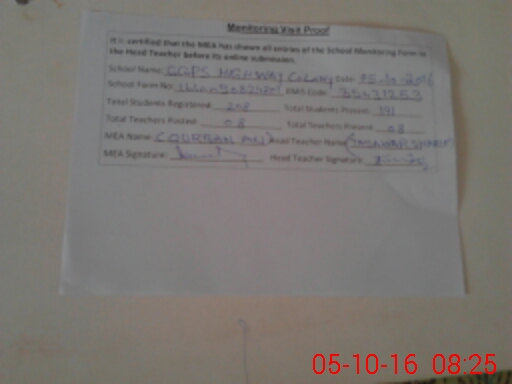 Monitoring Visit Proof
It is certified that the MEA has shown all entries of the School Monitoring Form to
the Head Teacher before its online submission.
School Name: GGPS HIGHWAY COLONY Date 05-10-2016
School Form No: EMIS Code: 35431253
Total Students Registered: 208 Total Students Present: 191
Total Teachers Posted: 08 Total Teachers Present: 08
MEA Name: Head Teacher Name:
MEA Signature: Head Teacher Signature:
05-10-16 08:25